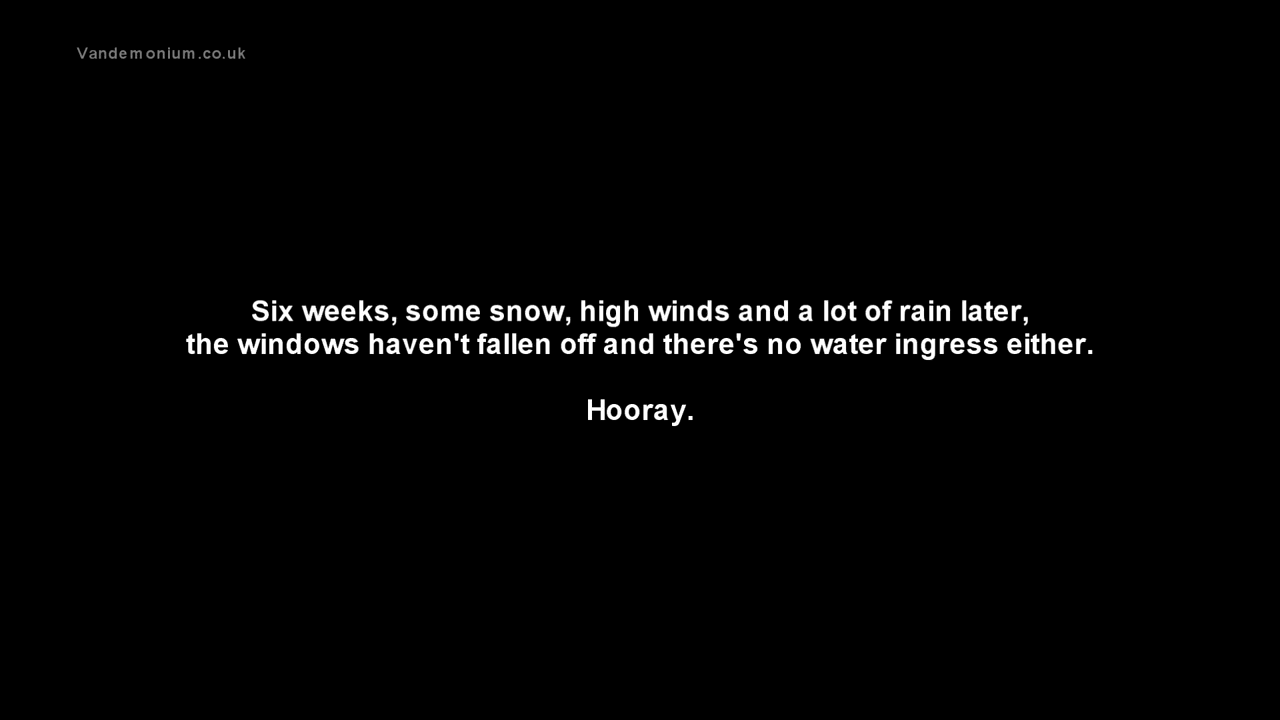 Vandemonium.co.uk
Six weeks, some snow, high winds and a lot of rain later,
the windows haven't fallen off and there's no water ingress either.
Hooray.